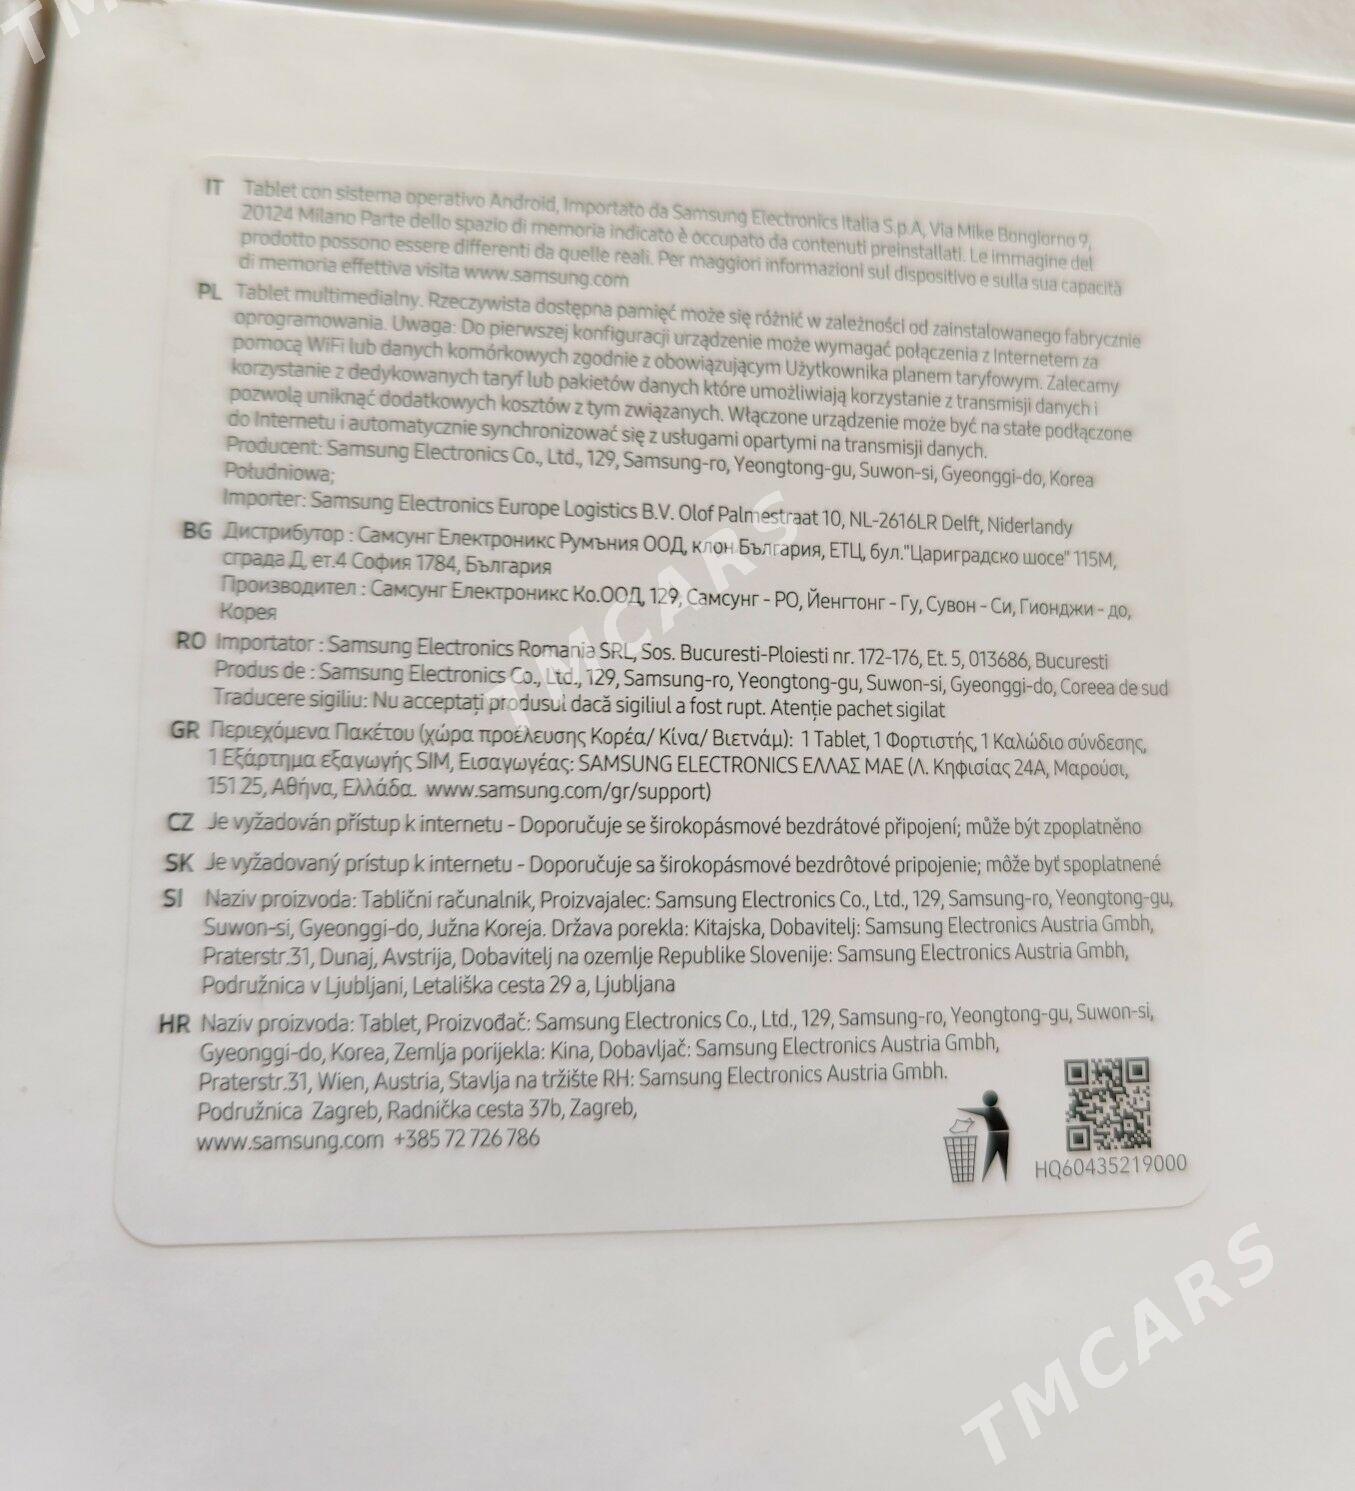 IT Tablet con sistema operativo Android, Importato da Samsung Electronics Italia S.p.A, Via Mike Bongiorno 9,
20124 Milano Parte dello spazio di memoria indicato è occupato da contenuti preinstallati. Le immagine del
prodotto possono essere differenti da quelle reali. Per maggiori informazioni sul dispositivo e sulla sua capacità
di memoria effettiva visita www.samsung.com
PL Tablet multimedialny. Rzeczywista dostępna pamięć może się różnić w zależności od zainstalowanego fabrycznie
oprogramowania. Uwaga: Do pierwszej konfiguracji urządzenie może wymagać połączenia z Internetem za
pomocą WiFi lub danych komórkowych zgodnie z obowiązującym Użytkownika planem taryfowym. Zalecamy
korzystanie z dedykowanych taryf lub pakietów danych które umożliwiają korzystanie z transmisji danych i
pozwolą uniknąć dodatkowych kosztów z tym związanych. Włączone urządzenie może być na stałe podłączone
do Internetu i automatycznie synchronizować się z usługami opartymi na transmisji danych.
Producent: Samsung Electronics Co., Ltd., 129, Samsung-ro, Yeongtong-gu, Suwon-si, Gyeonggi-do, Korea
Południowa;
Importer: Samsung Electronics Europe Logistics B.V. Olof Palmestraat 10, NL-2616LR Delft, Niderlandy
BG Дистрибутор : Самсунг Електроникс Румъния ООД, клон България, ЕТЦ, бул."Цариградско шосе" 115М,
сграда Д, ет.4 София 1784, България
Производител : Самсунг Електроникс Ко.ООД, 129, Самсунг - РО, Йенгтонг - Гу, Сувон - Си, Гионджи - до,
Корея
RO Importator : Samsung Electronics Romania SRL, Sos. Bucuresti-Ploiesti nr. 172-176, Et. 5, 013686, Bucuresti
Produs de : Samsung Electronics Co., Ltd., 129, Samsung-ro, Yeongtong-gu, Suwon-si, Gyeonggi-do, Coreea de sud
Traducere sigiliu: Nu acceptați produsul dacă sigiliul a fost rupt. Atenție pachet sigilat
GR Περιεχόμενα Πακέτου (χώρα προέλευσης Κορέα/ Κίνα/ Βιετνάμ): 1 Tablet, 1 Φορτιστής, 1 Καλώδιο σύνδεσης,
1 Εξάρτημα εξαγωγής SIM, Εισαγωγέας: SAMSUNG ELECTRONICS ΕΛΛΑΣ ΜΑΕ (Λ. Κηφισίας 24Α, Μαρούσι,
151 25, Αθήνα, Ελλάδα. www.samsung.com/gr/support)
CZ Je vyžadován přístup k internetu - Doporučuje se širokopásmové bezdrátové připojení; může být zpoplatněno
SK Je vyžadovaný prístup k internetu - Doporučuje sa širokopásmové bezdrôtové pripojenie; môže byť spoplatnené
SI Naziv proizvoda: Tablični računalnik, Proizvajalec: Samsung Electronics Co., Ltd., 129, Samsung-ro, Yeongtong-gu,
Suwon-si, Gyeonggi-do, Južna Koreja. Država porekla: Kitajska, Dobavitelj: Samsung Electronics Austria Gmbh,
Praterstr.31, Dunaj, Avstrija, Dobavitelj na ozemlje Republike Slovenije: Samsung Electronics Austria Gmbh,
Podružnica v Ljubljani, Letališka cesta 29 a, Ljubljana
HR Naziv proizvoda: Tablet, Proizvođač: Samsung Electronics Co., Ltd., 129, Samsung-ro, Yeongtong-gu, Suwon-si,
Gyeonggi-do, Korea, Zemlja porijekla: Kina, Dobavljač: Samsung Electronics Austria Gmbh,
Praterstr.31, Wien, Austria, Stavlja na tržište RH: Samsung Electronics Austria Gmbh.
Podružnica Zagreb, Radnička cesta 37b, Zagreb,
www.samsung.com +385 72 726 786
HQ60435219000
TMCARS
TMCARS